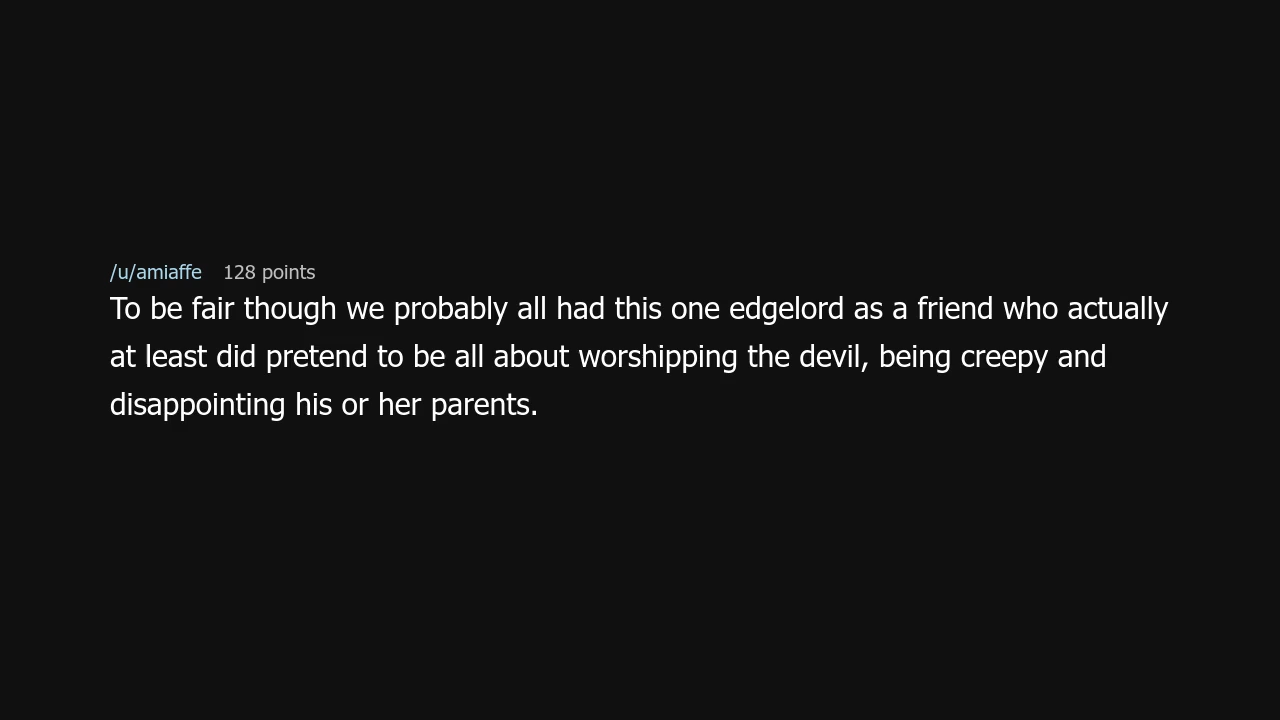 /u/amiaffe 128 points
To be fair though we probably all had this one edgelord as a friend who actually
at least did pretend to be all about worshipping the devil, being creepy and
disappointing his or her parents.